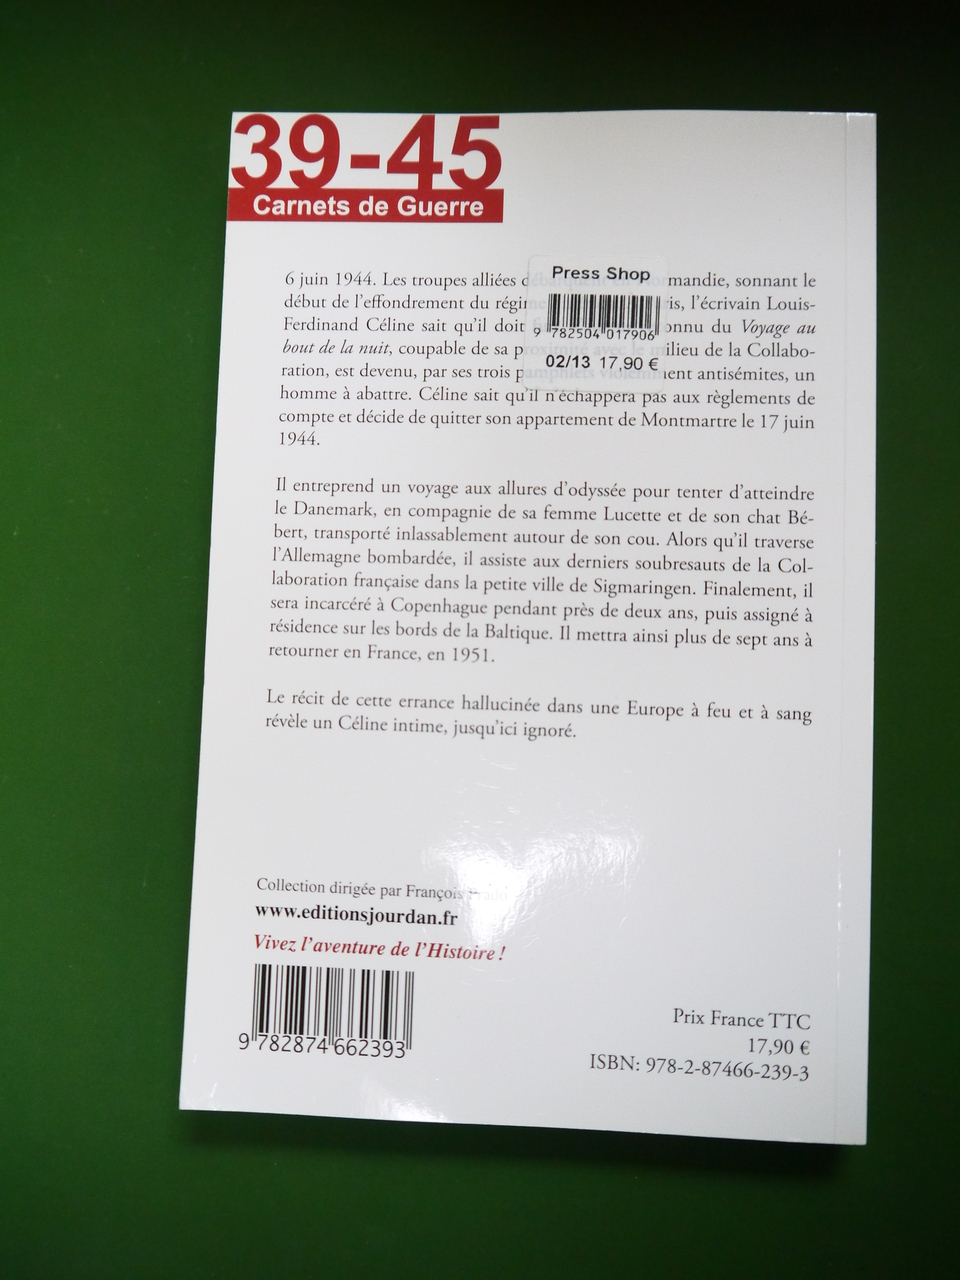 39-45
Carnets de Guerre
6 juin 1944. Les troupes alliées débarquent en Normandie, sonnant le
début de l'effondrement du régi ris, l'écrivain Louis-
Ferdinand Céline sait qu'il doit onnu du Voyage au
bout de la nuit, coupable de sa proximité avec le milieu de la Collabo-
ration, est devenu, par ses trois pamphlets violemment antisémites, un
homme à abattre. Céline sait qu'il n'échappera pas aux règlements de
compte et décide de quitter son appartement de Montmartre le 17 juin
1944.
Press Shop
9 782504 017906
02/13 17,90 €
Il entreprend un voyage aux allures d'odyssée pour tenter d'atteindre
le Danemark, en compagnie de sa femme Lucette et de son chat Bé-
bert, transporté inlassablement autour de son cou. Alors qu'il traverse
l'Allemagne bombardée, il assiste aux derniers soubresauts de la Col-
laboration française dans la petite ville de Sigmaringen. Finalement, il
sera incarcéré à Copenhague pendant près de deux ans, puis assigné à
résidence sur les bords de la Baltique. Il mettra ainsi plus de sept ans à
retourner en France, en 1951.
Le récit de cette errance hallucinée dans une Europe à feu et à sang
révèle un Céline intime, jusqu'ici ignoré.
Collection dirigée par François
www.editionsjourdan.fr
Vivez l'aventure de l'Histoire !
9 782874 662393
Prix France TTC
17,90 €
ISBN: 978-2-87466-239-3